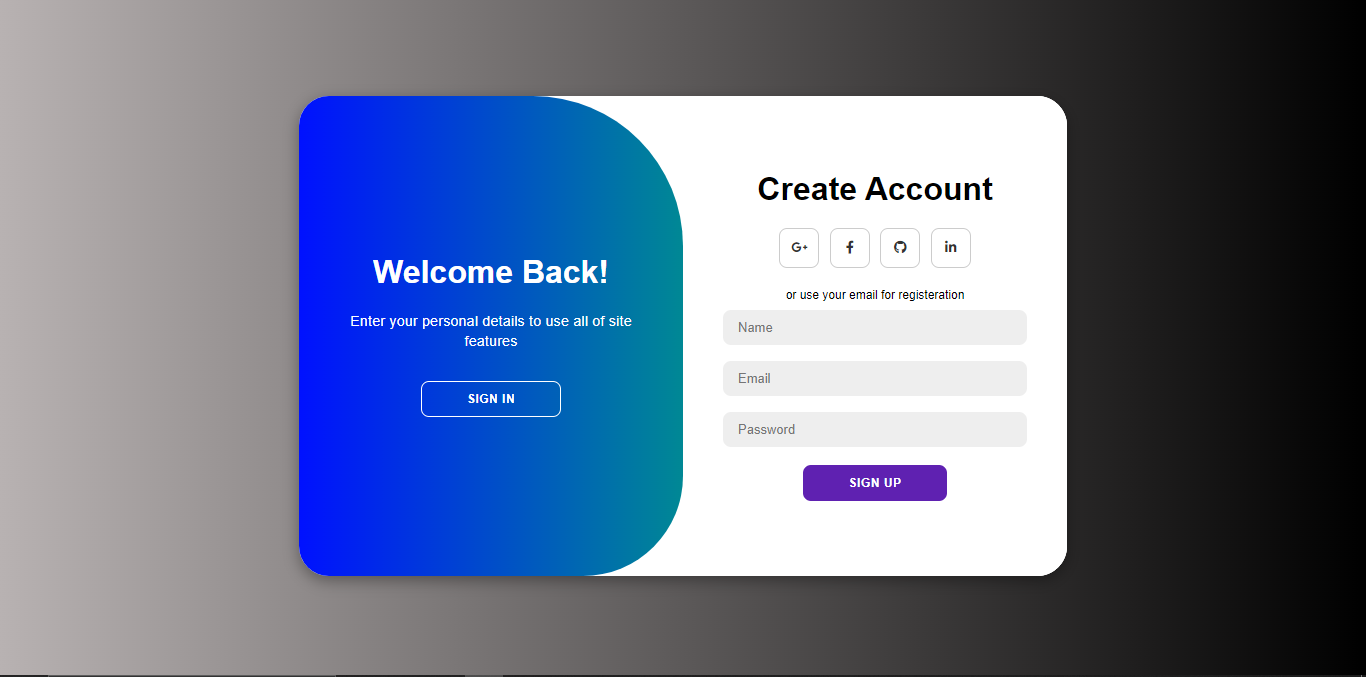 Welcome Back!
Enter your personal details to use all of site
features
SIGN IN
Create Account
G+
f
in
or use your email for registeration
Name
Email
Password
SIGN UP